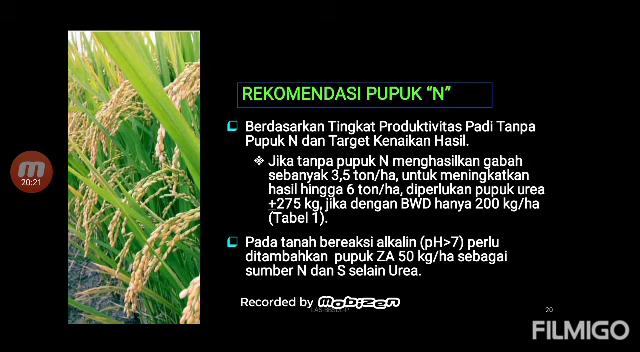 REKOMENDASI PUPUK “N”
Berdasarkan Tingkat Produktivitas Padi Tanpa
Pupuk N dan Target Kenaikan Hasil.
Jika tanpa pupuk N menghasilkan gabah
sebanyak 3,5 ton/ha, untuk meningkatkan
hasil hingga 6 ton/ha, diperlukan pupuk urea
+275 kg, jika dengan BWD hanya 200 kg/ha
(Tabel 1).
Pada tanah bereaksi alkalin (pH>7) perlu
ditambahkan pupuk ZA 50 kg/ha sebagai
sumber N dan S selain Urea.
20:21
Recorded by mobizen
20
FILMIGO